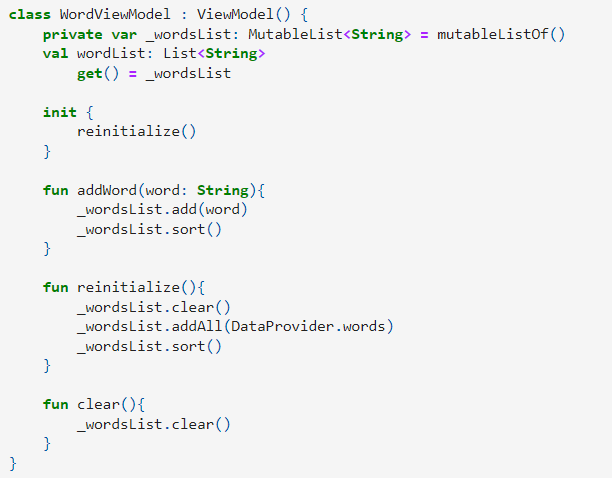 class WordViewModel : ViewModel() {
    private var _wordsList: MutableList<String> = mutableListOf()
    val wordList: List<String>
        get() = _wordsList

    init {
        reinitialize()
    }

    fun addWord(word: String){
        _wordsList.add(word)
        _wordsList.sort()
    }

    fun reinitialize(){
        _wordsList.clear()
        _wordsList.addAll(DataProvider.words)
        _wordsList.sort()
    }

    fun clear(){
        _wordsList.clear()
    }
}